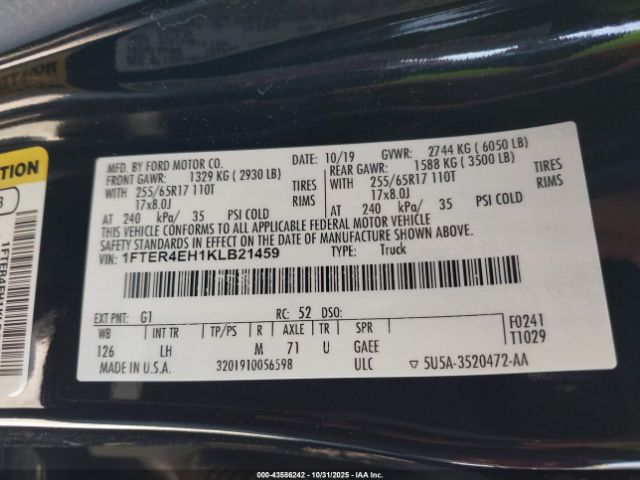 MFD. BY FORD MOTOR CO.
DATE: 10/19 GVWR: 2744 KG ( 6050 LB)
FRONT GAWR: 1329 KG ( 2930 LB)
REAR GAWR: 1588 KG ( 3500 LB)
WITH 255/65R17 110T TIRES
17x8.0J RIMS
WITH 255/65R17 110T TIRES
17x8.0J RIMS
AT 240 kPa/ 35 PSI COLD
AT 240 kPa/ 35 PSI COLD
THIS VEHICLE CONFORMS TO ALL APPLICABLE FEDERAL MOTOR VEHICLE
SAFETY AND THEFT PREVENTION STANDARDS IN EFFECT ON THE DATE OF MANUFACTURE SHOWN ABOVE.
VIN: 1FTER4EH1KLB21459 TYPE: Truck
EXT PNT: G1 RC: 52 DSO:
WB INT TR TP/PS R AXLE TR SPR
126 LH M 71 U GAEE
F0241
T1029
MADE IN U.S.A. 3201910056598 ULC ▽ 5U5A-3520472-AA
000-43586242 - 10/31/2025 - IAA Inc.